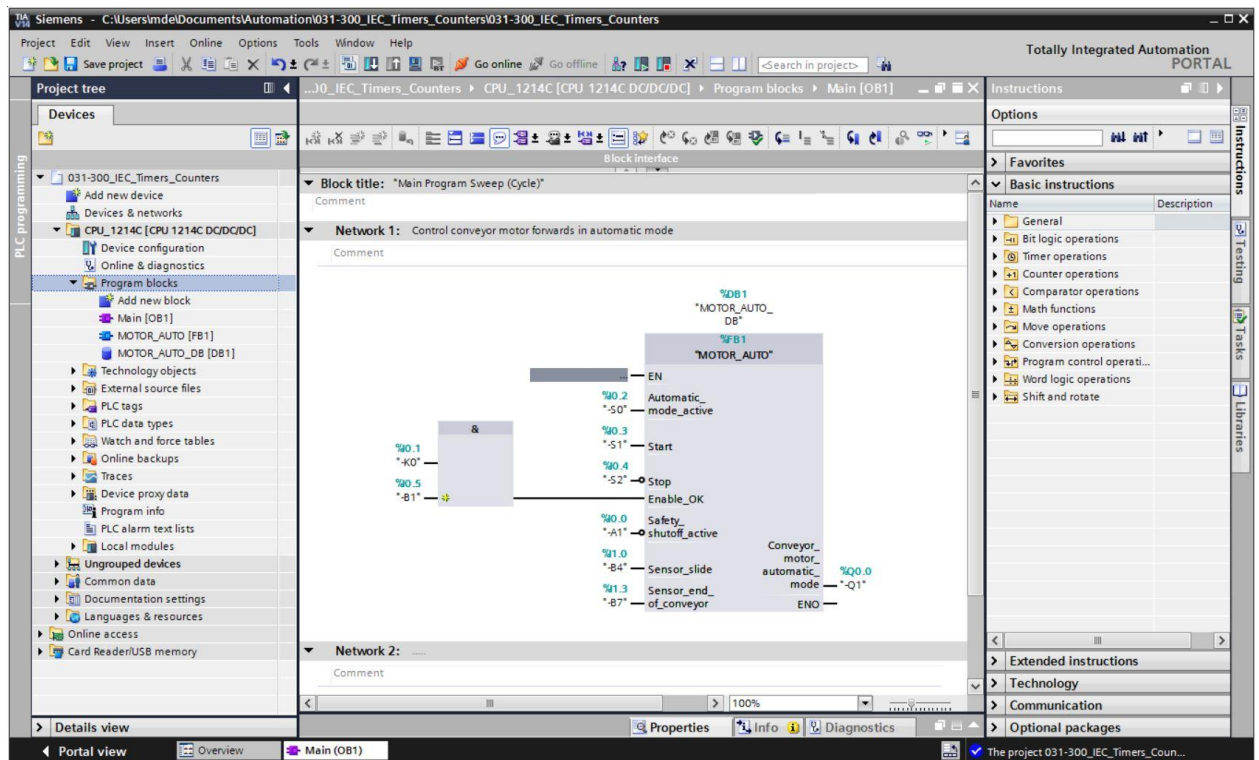 TIA V14 Siemens - C:\Users\mde\Documents\Automation\031-300_IEC_Timers_Counters\031-300_IEC_Timers_Counters
Project Edit View Insert Online Options Tools Window Help
Totally Integrated Automation
PORTAL
Save project Go online Go offline <Search in project>
Project tree
...)0_IEC_Timers_Counters CPU_1214C [CPU 1214C DC/DC/DC] Program blocks Main [OB1]
Instructions
Devices
Options
PLC programming
Block interface
031-300_IEC_Timers_Counters
Add new device
Devices & networks
CPU_1214C [CPU 1214C DC/DC/DC]
Device configuration
Online & diagnostics
Program blocks
Add new block
Main [OB1]
MOTOR_AUTO [FB1]
MOTOR_AUTO_DB [DB1]
Technology objects
External source files
PLC tags
PLC data types
Watch and force tables
Online backups
Traces
Device proxy data
Program info
PLC alarm text lists
Local modules
Ungrouped devices
Common data
Documentation settings
Languages & resources
Online access
Card Reader/USB memory
Details view
Block title: "Main Program Sweep (Cycle)"
Comment
Network 1: Control conveyor motor forwards in automatic mode
Comment
%DB1
"MOTOR_AUTO_
DB"
%FB1
"MOTOR_AUTO"
... EN
%I0.2
"-S0"
Automatic_
mode_active
%I0.3
"-S1"
Start
%I0.4
"-S2"
Stop
&
%I0.1
"-K0"
%I0.5
"-B1"
Enable_OK
%I0.0
"-A1"
Safety_
shutoff_active
%I1.0
"-B4"
Sensor_slide
%I1.3
"-B7"
Sensor_end_
of_conveyor
Conveyor_
motor_
automatic_
mode
%Q0.0
"-Q1"
ENO
Network 2: .....
Comment
100%
Properties Info Diagnostics
Favorites
Basic instructions
Name Description
General
Bit logic operations
Timer operations
Counter operations
Comparator operations
Math functions
Move operations
Conversion operations
Program control operati...
Word logic operations
Shift and rotate
Extended instructions
Technology
Communication
Optional packages
Instructions
Testing
Tasks
Libraries
Portal view Overview Main (OB1)
The project 031-300_IEC_Timers_Coun...